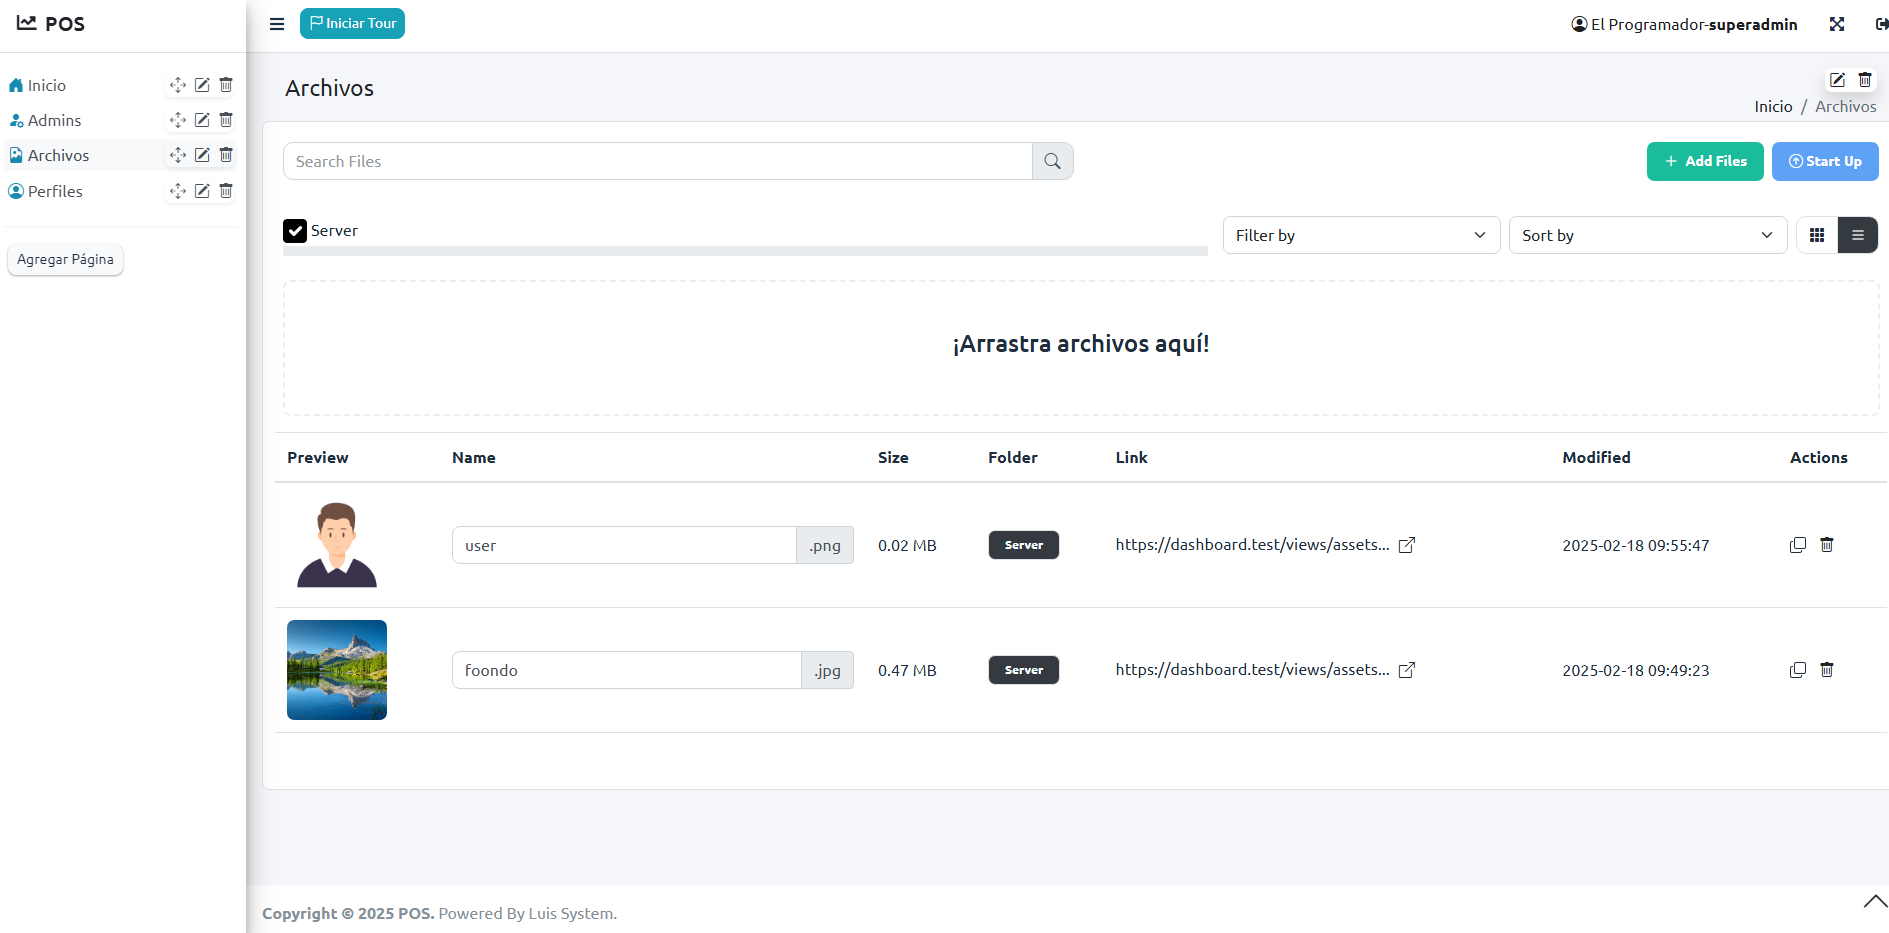 POS
Iniciar Tour
El Programador-superadmin
Inicio
Admins
Archivos
Perfiles
Agregar Página
Archivos
Inicio / Archivos
Search Files
Add Files
Start Up
Server
Filter by
Sort by
¡Arrastra archivos aquí!
Preview Name Size Folder Link Modified Actions
user .png 0.02 MB Server https://dashboard.test/views/assets... 2025-02-18 09:55:47
foondo .jpg 0.47 MB Server https://dashboard.test/views/assets... 2025-02-18 09:49:23
Copyright © 2025 POS. Powered By Luis System.